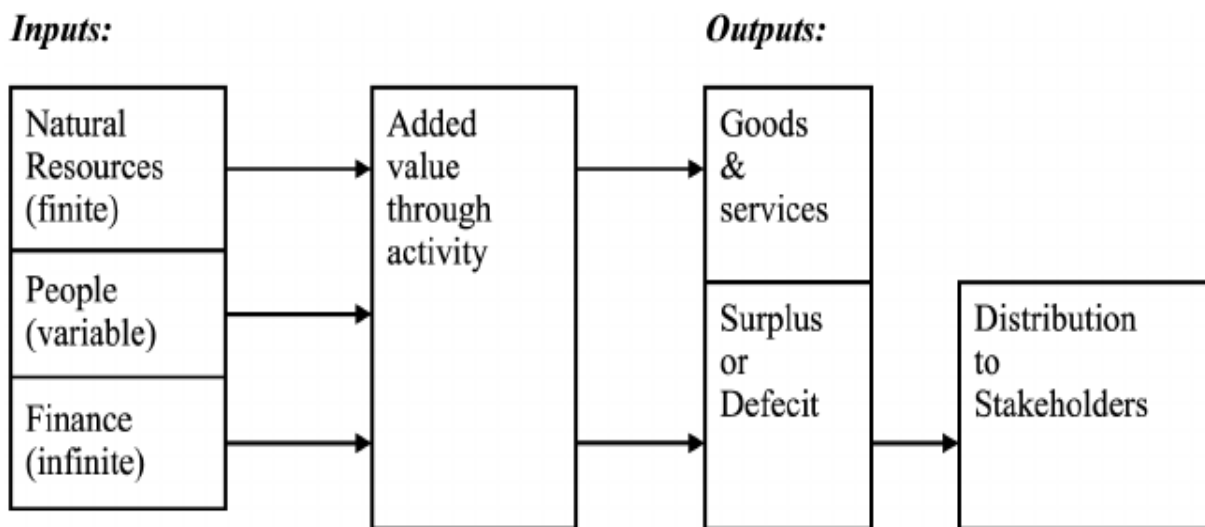 Inputs:
Outputs:
Natural
Resources
(finite)
People
(variable)
Finance
(infinite)
Added
value
through
activity
Goods
&
services
Surplus
or
Defecit
Distribution
to
Stakeholders